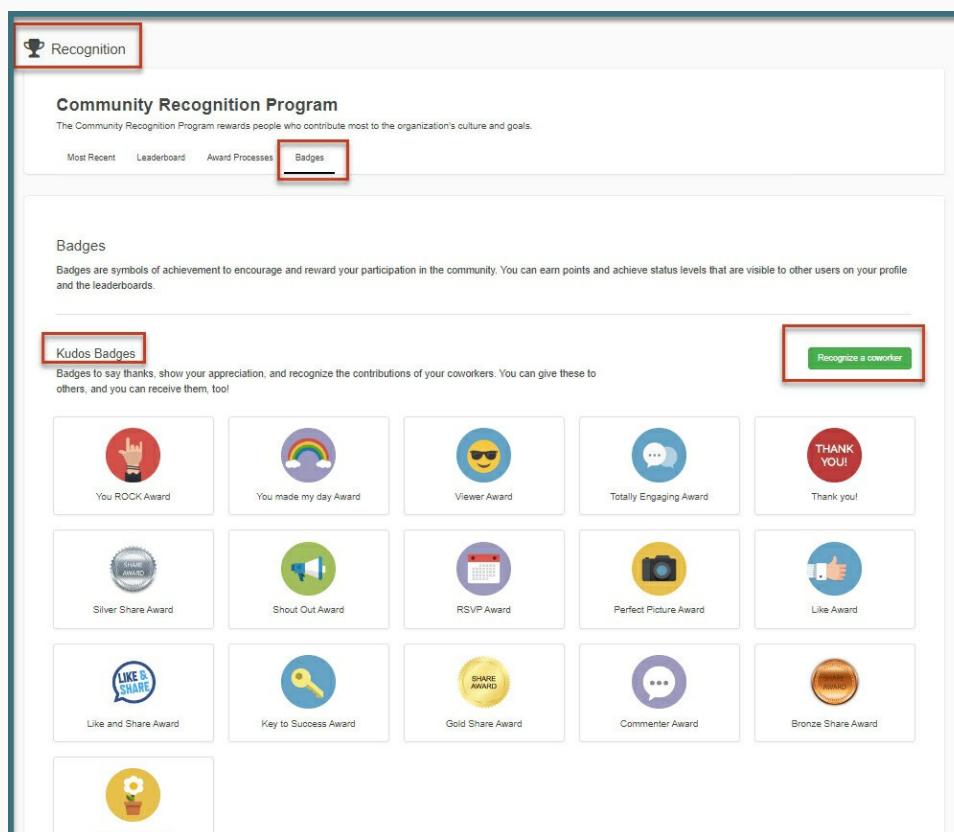 Recognition
Community Recognition Program
The Community Recognition Program rewards people who contribute most to the organization's culture and goals.
Most Recent Leaderboard Award Processes Badges
Badges
Badges are symbols of achievement to encourage and reward your participation in the community. You can earn points and achieve status levels that are visible to other users on your profile
and the leaderboards.
Kudos Badges
Recognize a coworker
Badges to say thanks, show your appreciation, and recognize the contributions of your coworkers. You can give these to
others, and you can receive them, too!
THANK
YOU!
You ROCK Award
You made my day Award
Viewer Award
Totally Engaging Award
Thank you!
SHARE
AWARD
Silver Share Award
Shout Out Award
RSVP Award
Perfect Picture Award
Like Award
LIKE &
SHARE
SHARE
AWARD
SHARE
AWARD
Like and Share Award
Key to Success Award
Gold Share Award
Commenter Award
Bronze Share Award